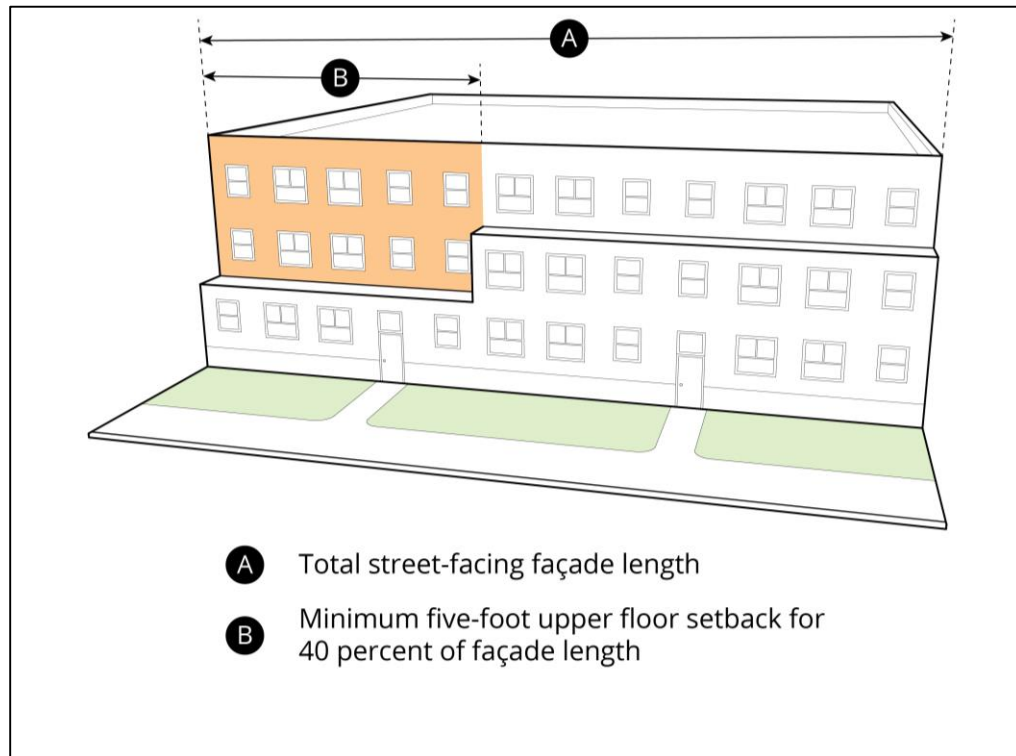 A
B
A Total street-facing façade length
B Minimum five-foot upper floor setback for
40 percent of façade length